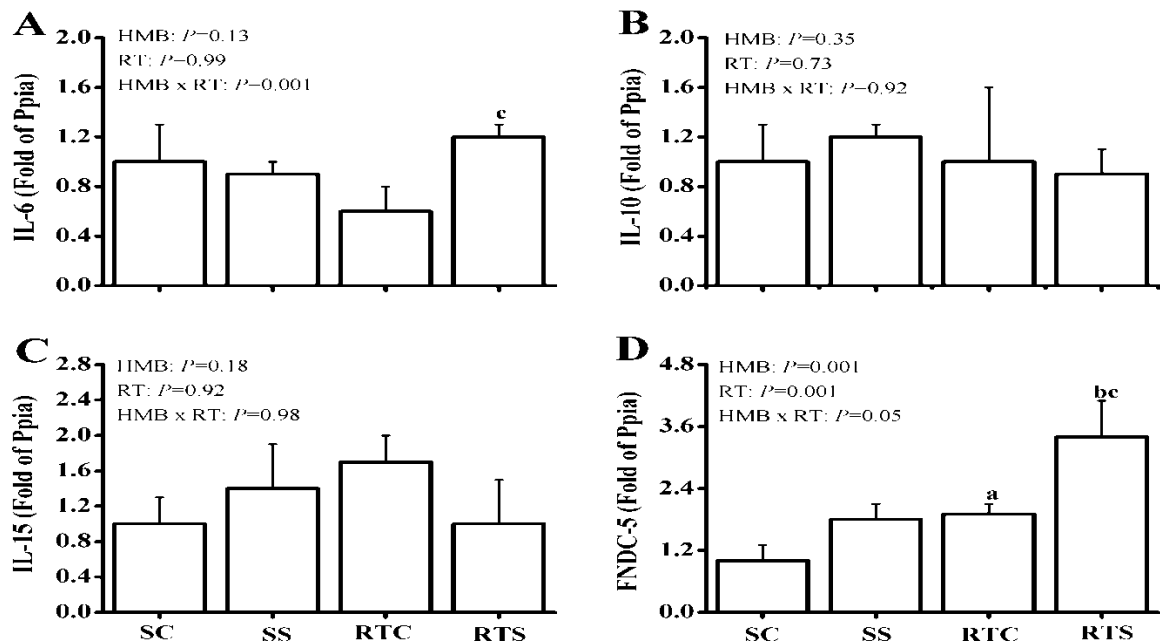 A
HMB: P=0.13
RT: P=0.99
HMB x RT: P=0.001
IL-6 (Fold of Ppia)
2.0
1.6
1.2
0.8
0.4
0.0
c
B
HMB: P=0.35
RT: P=0.73
HMB x RT: P=0.92
IL-10 (Fold of Ppia)
2.0
1.6
1.2
0.8
0.4
0.0
C
HMB: P=0.18
RT: P=0.92
HMB x RT: P=0.98
IL-15 (Fold of Ppia)
2.8
2.4
2.0
1.6
1.2
0.8
0.4
0.0
SC SS RTC RTS
D
HMB: P=0.001
RT: P=0.001
HMB x RT: P=0.05
FNDC-5 (Fold of Ppia)
4.8
3.6
2.4
1.2
0.0
a
bc
SC SS RTC RTS